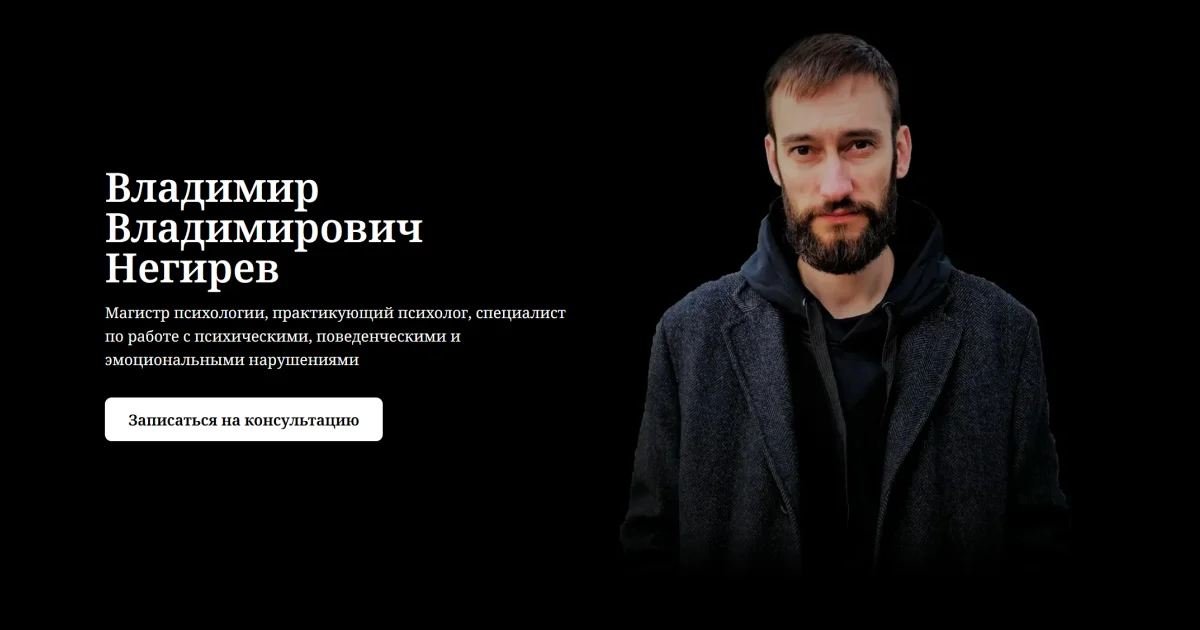 Владимир
Владимирович
Негирев
Магистр психологии, практикующий психолог, специалист
по работе с психическими, поведенческими и
эмоциональными нарушениями
Записаться на консультацию